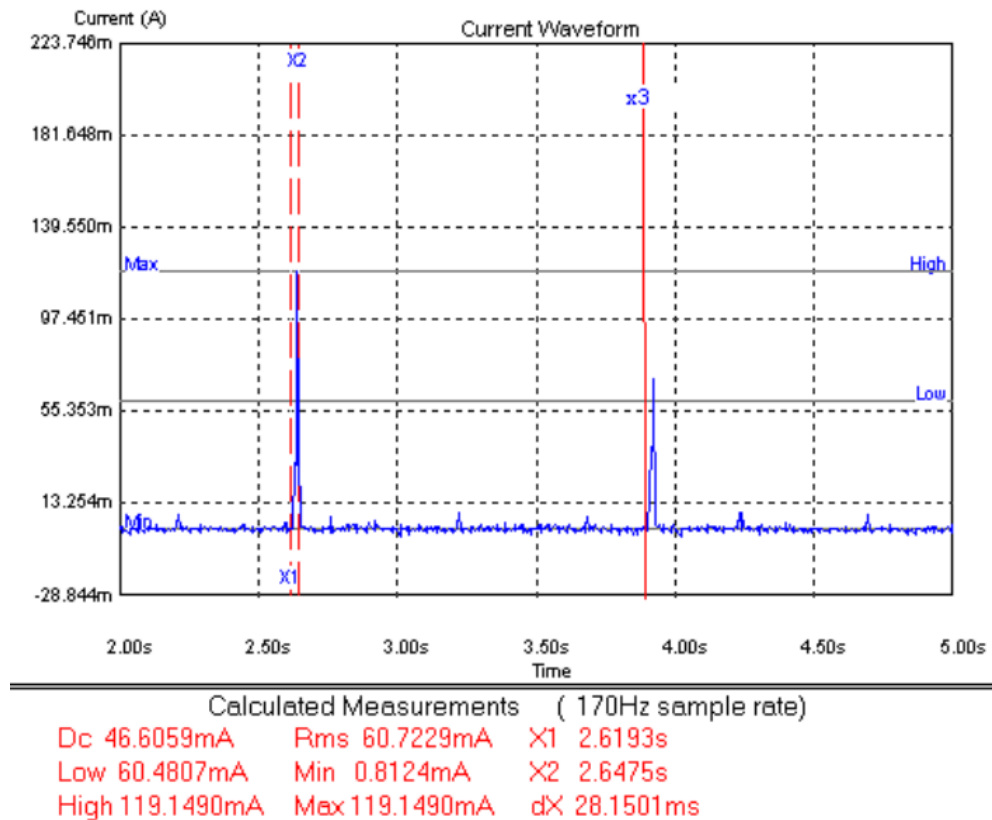 Current (A)
Current Waveform
223.746m
X2
x3
181.648m
139.550m
Max
High
97.451m
Low
55.353m
13.254m
Min
X1
-28.844m
2.00s 2.50s 3.00s 3.50s 4.00s 4.50s 5.00s
Time
Calculated Measurements ( 170Hz sample rate)
Dc 46.6059mA Rms 60.7229mA X1 2.6193s
Low 60.4807mA Min 0.8124mA X2 2.6475s
High 119.1490mA Max 119.1490mA dX 28.1501ms